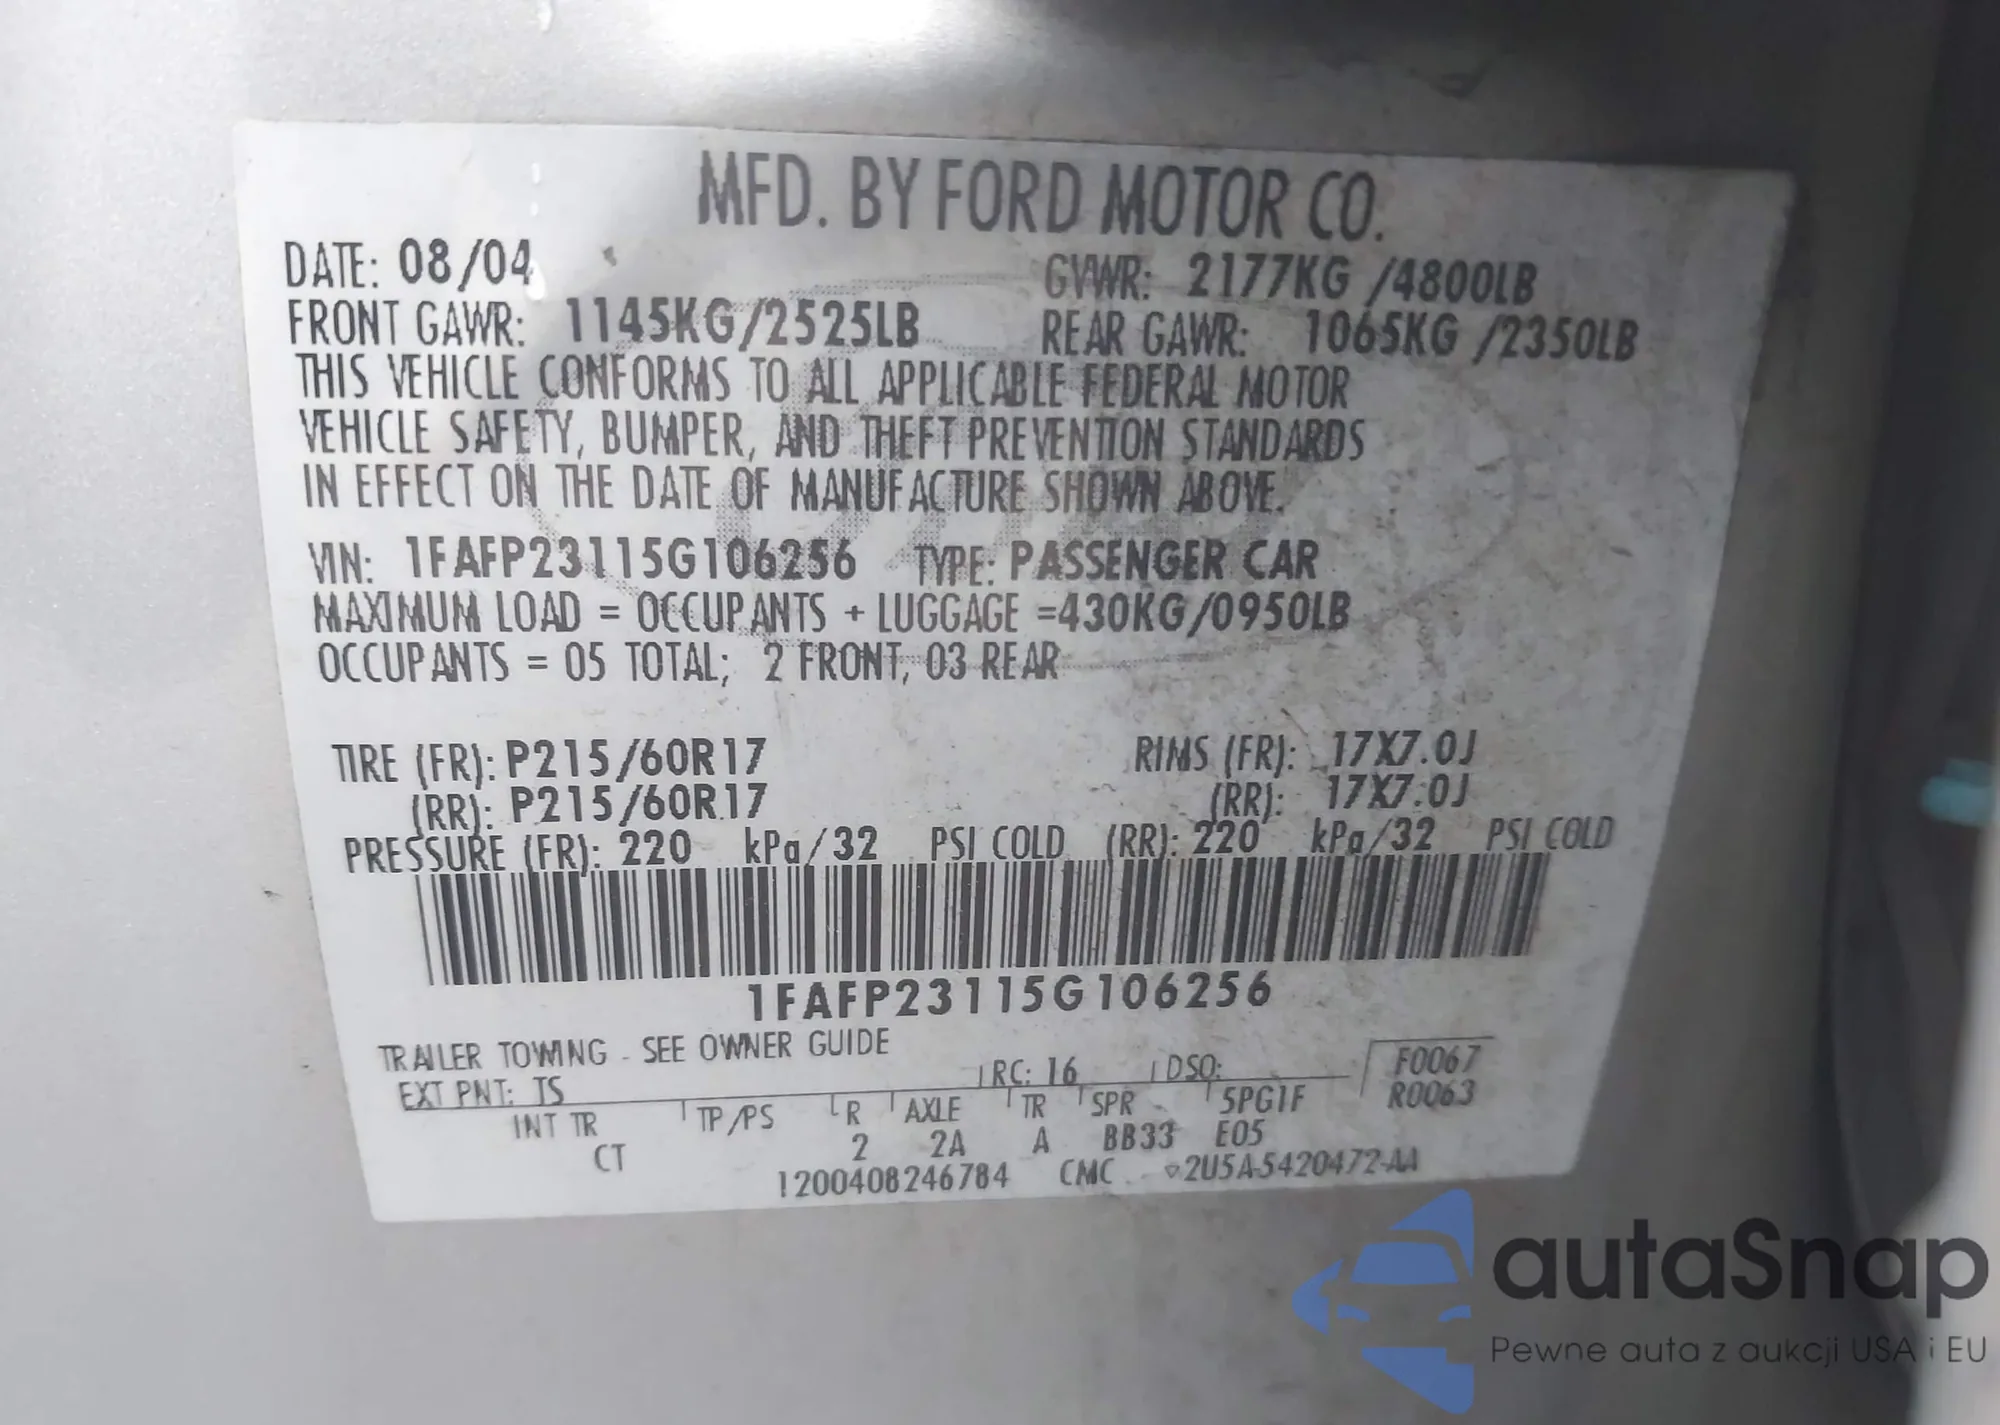 MFD. BY FORD MOTOR CO.
DATE: 08/04 GVWR: 2177KG /4800LB
FRONT GAWR: 1145KG/2525LB REAR GAWR: 1065KG /2350LB
THIS VEHICLE CONFORMS TO ALL APPLICABLE FEDERAL MOTOR
VEHICLE SAFETY, BUMPER, AND THEFT PREVENTION STANDARDS
IN EFFECT ON THE DATE OF MANUFACTURE SHOWN ABOVE.
VIN: 1FAFP23115G106256 TYPE: PASSENGER CAR
MAXIMUM LOAD = OCCUPANTS + LUGGAGE =430KG/0950LB
OCCUPANTS = 05 TOTAL; 2 FRONT, 03 REAR
TIRE (FR): P215/60R17 RIMS (FR): 17X7.0J
(RR): P215/60R17 (RR): 17X7.0J
PRESSURE (FR): 220 kPa/32 PSI COLD (RR): 220 kPa/32 PSI COLD
1FAFP23115G106256
TRAILER TOWING - SEE OWNER GUIDE
EXT PNT: TS RC: 16 DSO: F0067
R0063
INT TR TP/PS R AXLE TR SPR 5PG1F
CT 2 2A A BB33 E05
1200408246784 CMC 2U5A-5420472-AA
autaSnap
Pewne auta z aukcji USA i EU